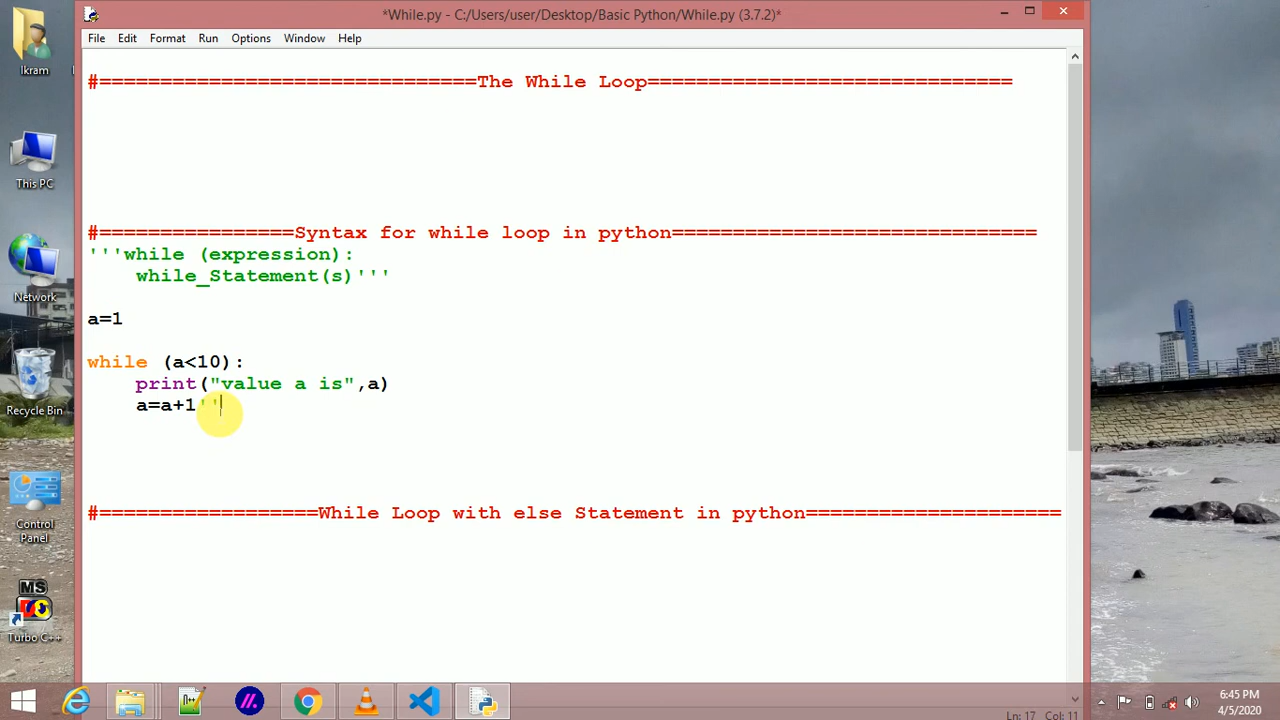 *While.py - C:/Users/user/Desktop/Basic Python/While.py (3.7.2)*
File Edit Format Run Options Window Help
#===============================The While Loop==============================
#================Syntax for while loop in python==============================
'''while (expression):
    while_Statement(s)'''
a=1
while (a<10):
    print("value a is",a)
    a=a+1''
#==================While Loop with else Statement in python=====================
Ikram
This PC
Network
Recycle Bin
Control
Panel
MS
Turbo C++
6:45 PM
4/5/2020
Ln: 17 Col: 11